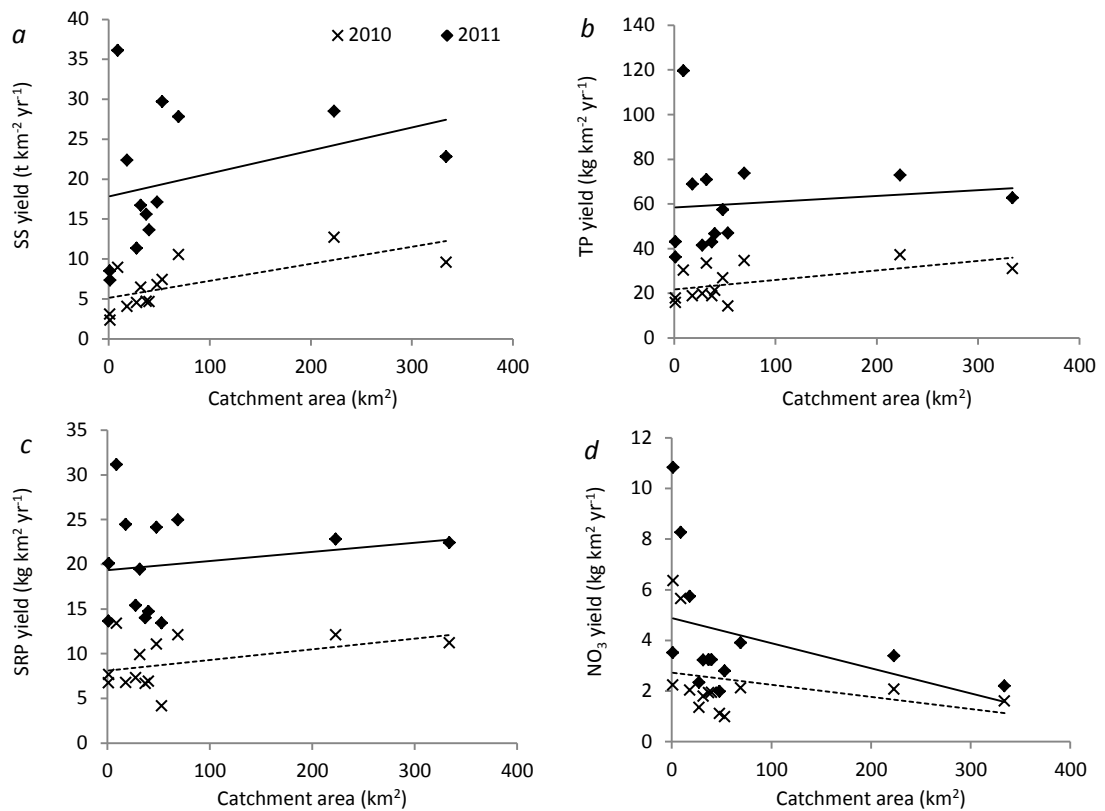 a
× 2010 ◆ 2011
40
35
30
25
20
15
10
5
0
SS yield (t km⁻² yr⁻¹)
0 100 200 300 400
Catchment area (km²)
b
140
120
100
80
60
40
20
0
TP yield (kg km⁻² yr⁻¹)
0 100 200 300 400
Catchment area (km²)
c
35
30
25
20
15
10
5
0
SRP yield (kg km² yr⁻¹)
0 100 200 300 400
Catchment area (km²)
d
12
10
8
6
4
2
0
NO₃ yield (kg km² yr⁻¹)
0 100 200 300 400
Catchment area (km²)